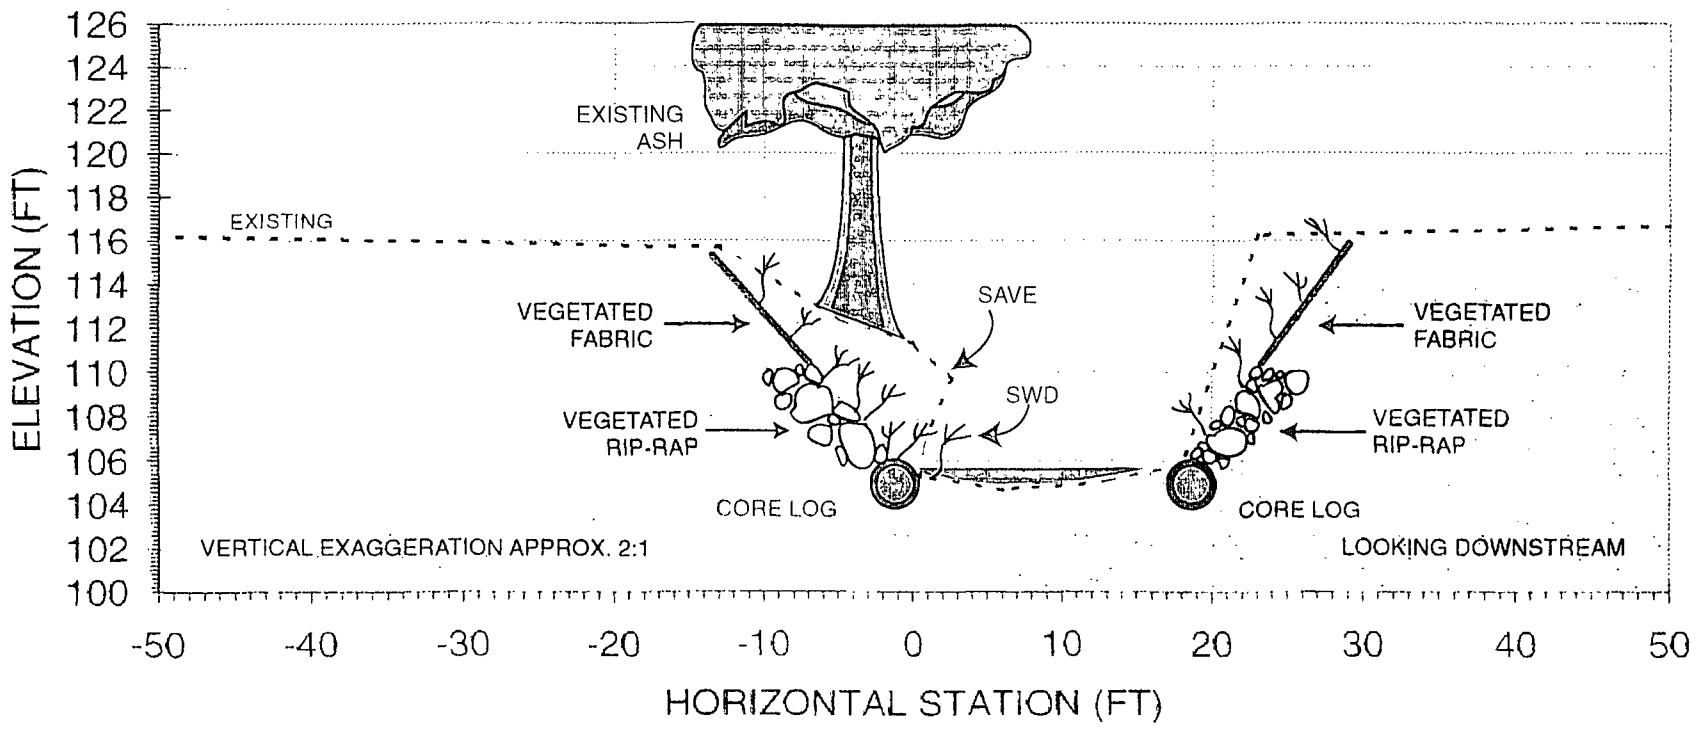 126
124
122
120
118
116
114
112
110
108
106
104
102
100
ELEVATION (FT)
EXISTING
ASH
EXISTING
VEGETATED
FABRIC
SAVE
VEGETATED
FABRIC
SWD
VEGETATED
RIP-RAP
VEGETATED
RIP-RAP
CORE LOG
CORE LOG
VERTICAL EXAGGERATION APPROX. 2:1
LOOKING DOWNSTREAM
-50 -40 -30 -20 -10 0 10 20 30 40 50
HORIZONTAL STATION (FT)